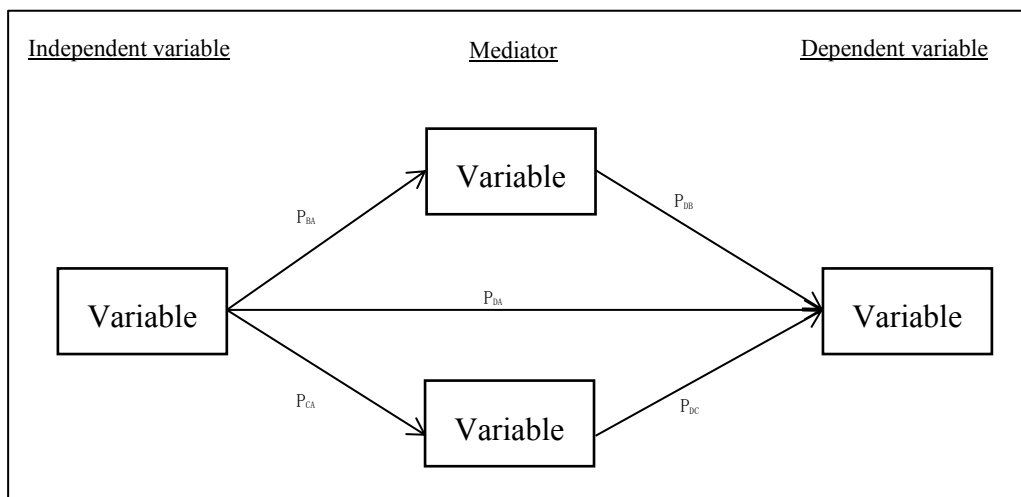 Independent variable
Mediator
Dependent variable
Variable
P_BA
P_DB
Variable
P_DA
Variable
P_CA
P_DC
Variable